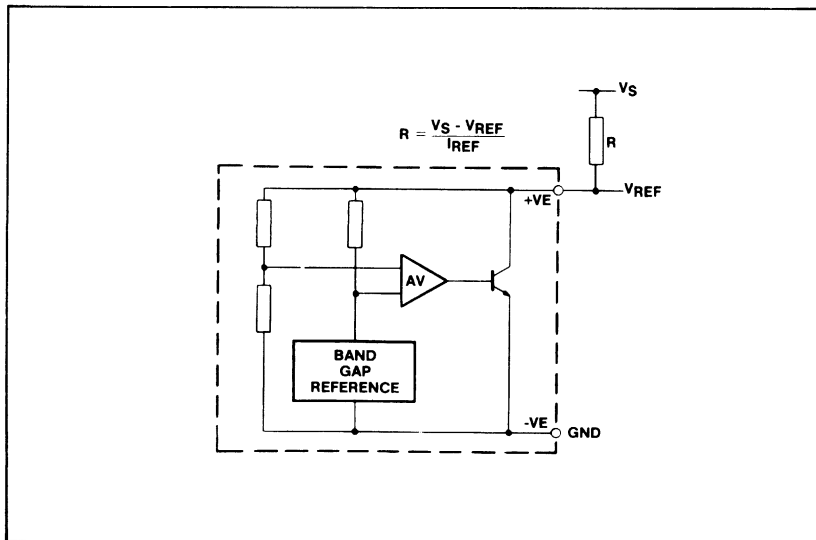 VS
R = VS - VREF
IREF
R
+VE
VREF
AV
BAND
GAP
REFERENCE
-VE
GND